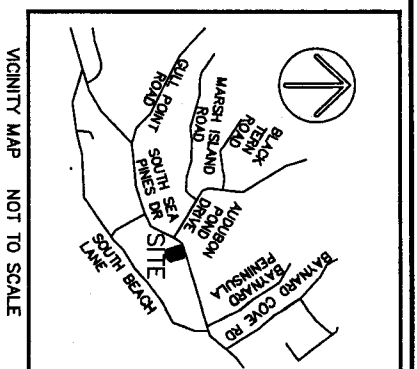 GULL POINT
ROAD
MARSH ISLAND
ROAD
BLACK
TERN
ROAD
SOUTH SEA
PINES DR
AUDUBON
POND
DRIVE
SITE
SOUTH BEACH
LANE
BAYNARD
PENINSULA
BAYNARD COVE RD
VICINITY MAP NOT TO SCALE